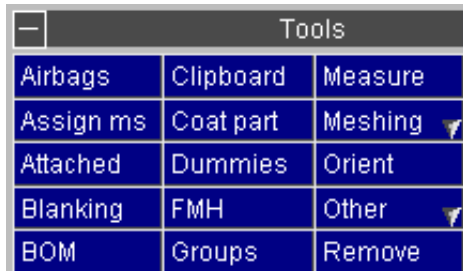 Tools
Airbags Clipboard Measure
Assign ms Coat part Meshing
Attached Dummies Orient
Blanking FMH Other
BOM Groups Remove